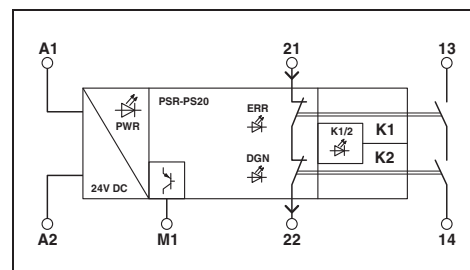 A1 21 13
PSR-PS20
ERR
PWR
K1/2 K1
DGN
K2
24V DC
A2 M1 22 14